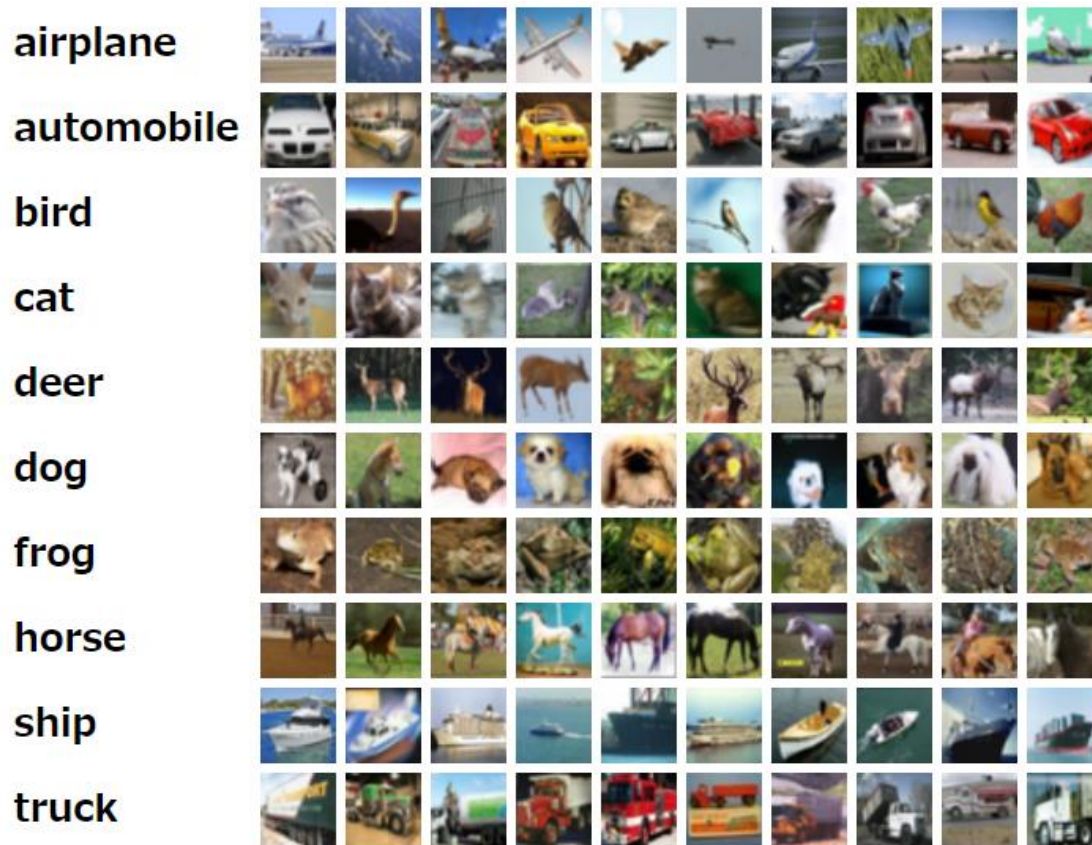 airplane
automobile
bird
cat
deer
dog
frog
horse
ship
truck